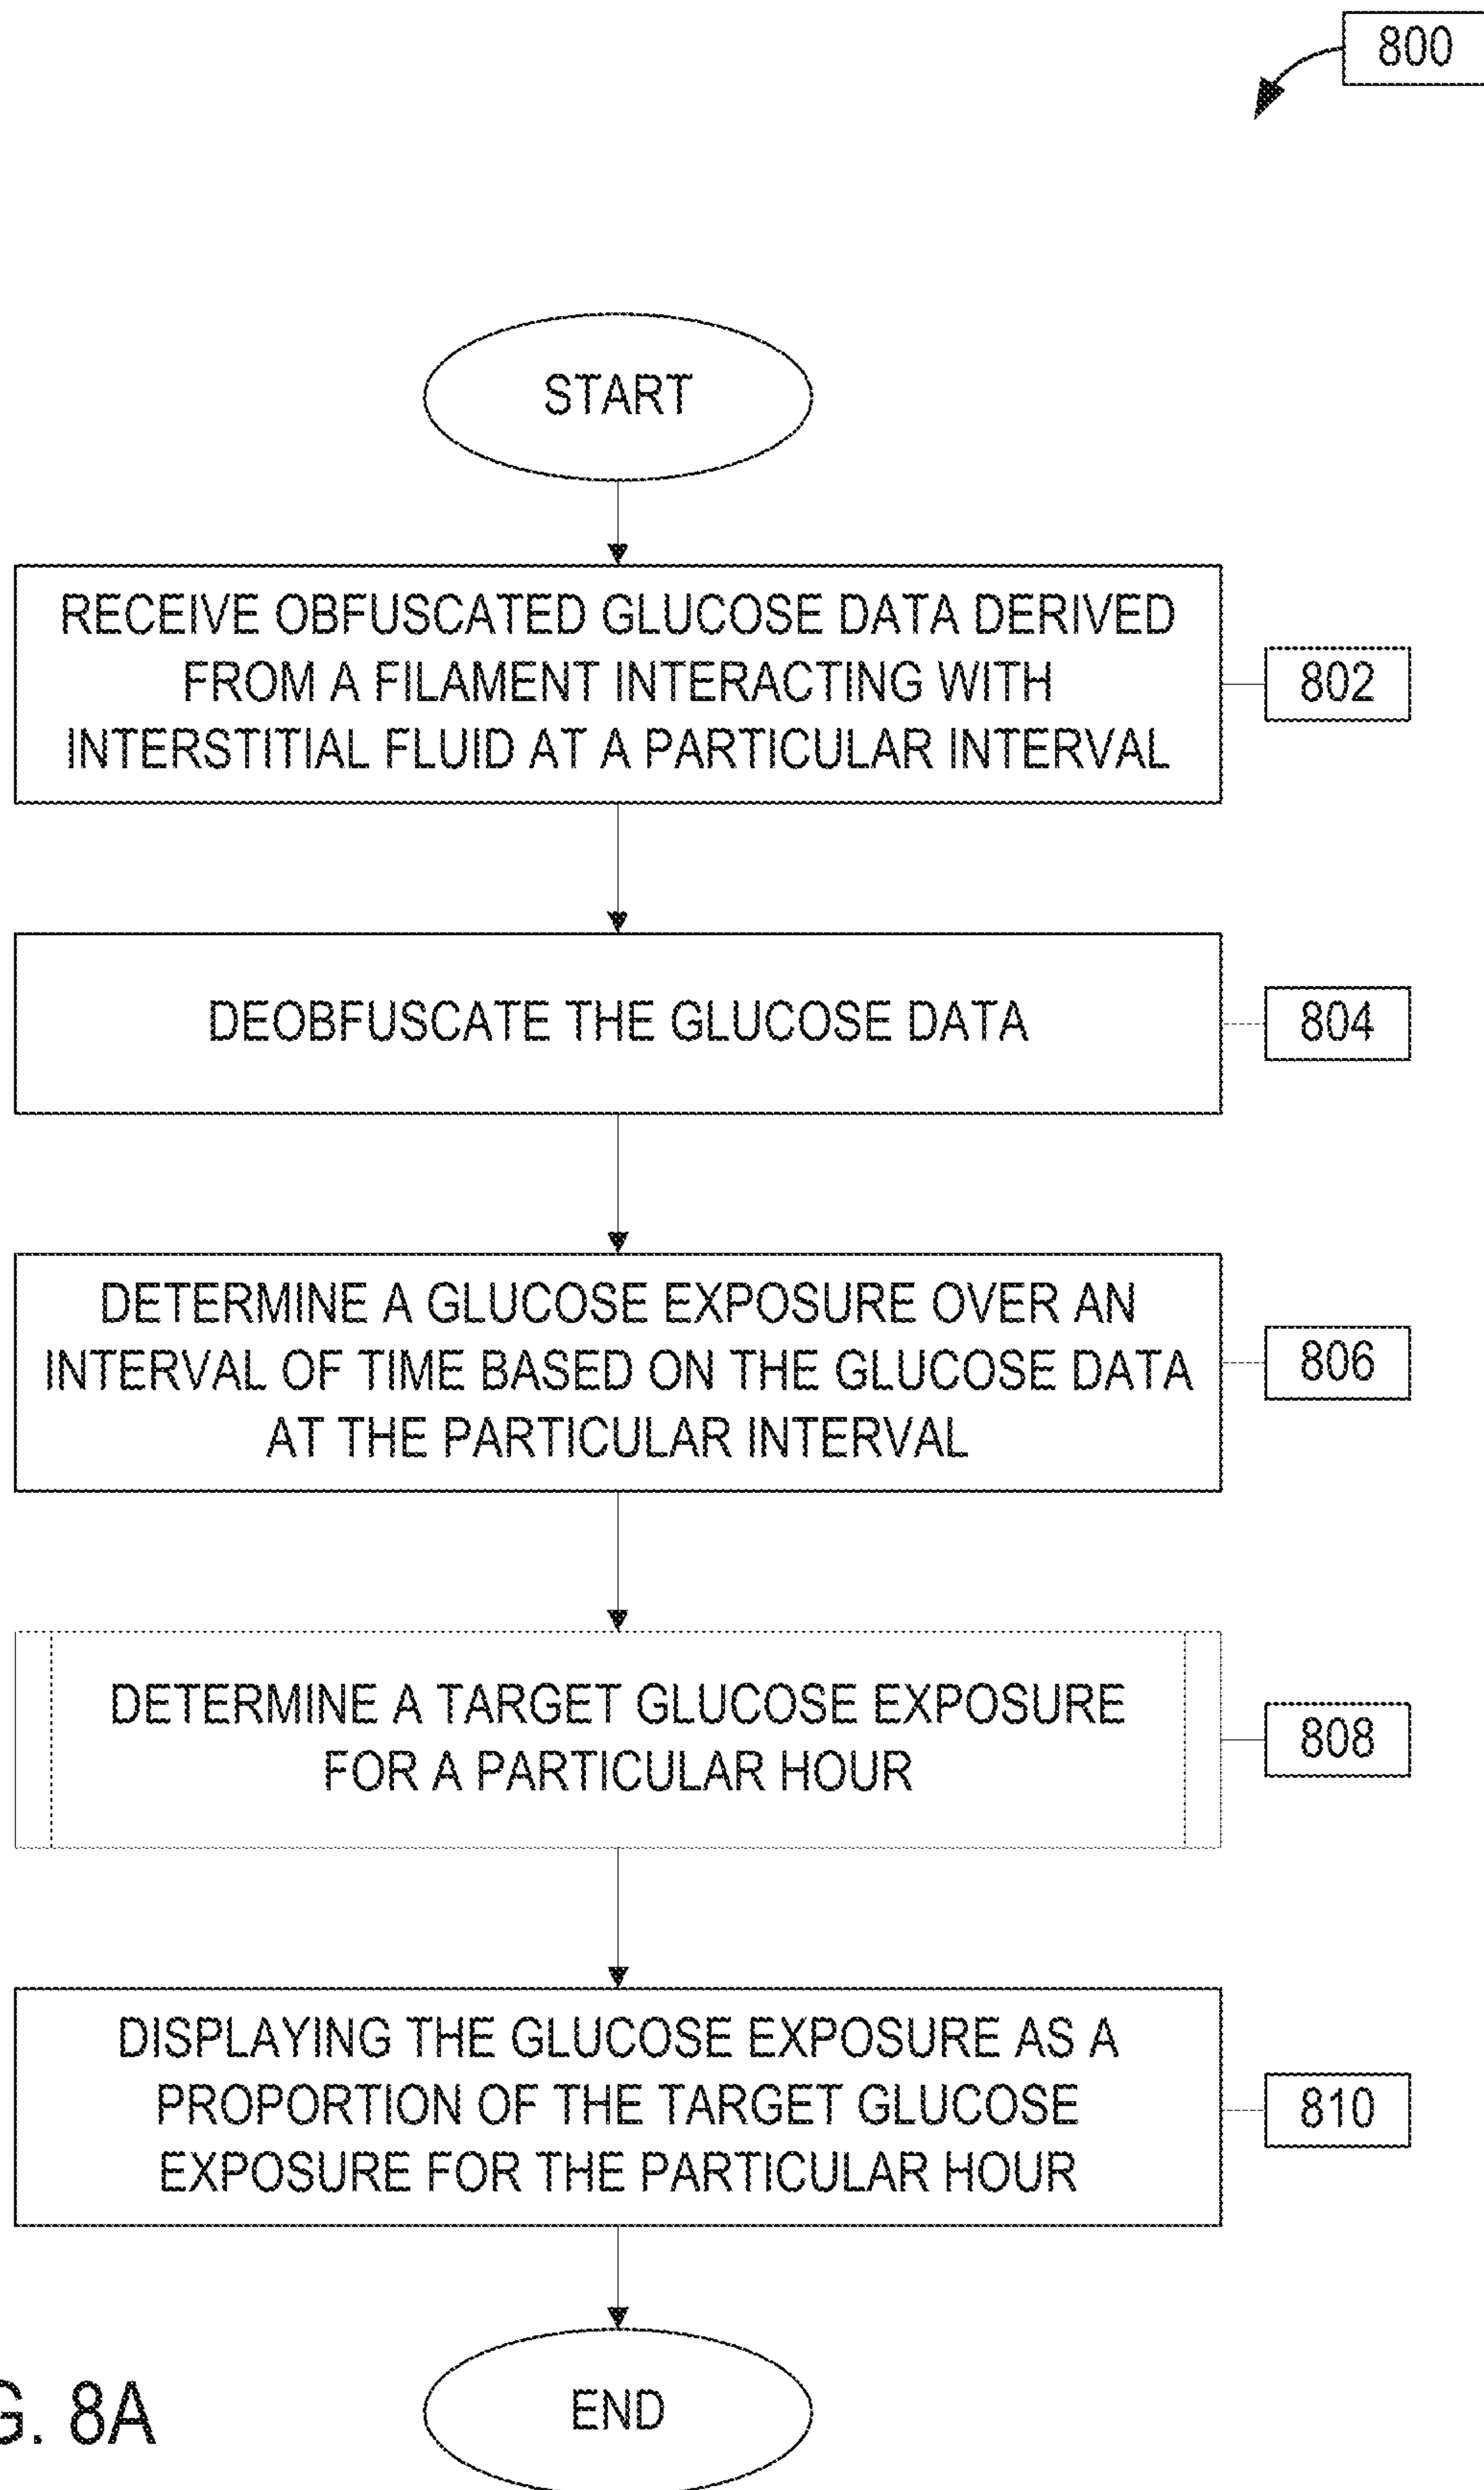 800
START
RECEIVE OBFUSCATED GLUCOSE DATA DERIVED
FROM A FILAMENT INTERACTING WITH
INTERSTITIAL FLUID AT A PARTICULAR INTERVAL
802
DEOBFUSCATE THE GLUCOSE DATA
804
DETERMINE A GLUCOSE EXPOSURE OVER AN
INTERVAL OF TIME BASED ON THE GLUCOSE DATA
AT THE PARTICULAR INTERVAL
806
DETERMINE A TARGET GLUCOSE EXPOSURE
FOR A PARTICULAR HOUR
808
DISPLAYING THE GLUCOSE EXPOSURE AS A
PROPORTION OF THE TARGET GLUCOSE
EXPOSURE FOR THE PARTICULAR HOUR
810
END
G. 8A